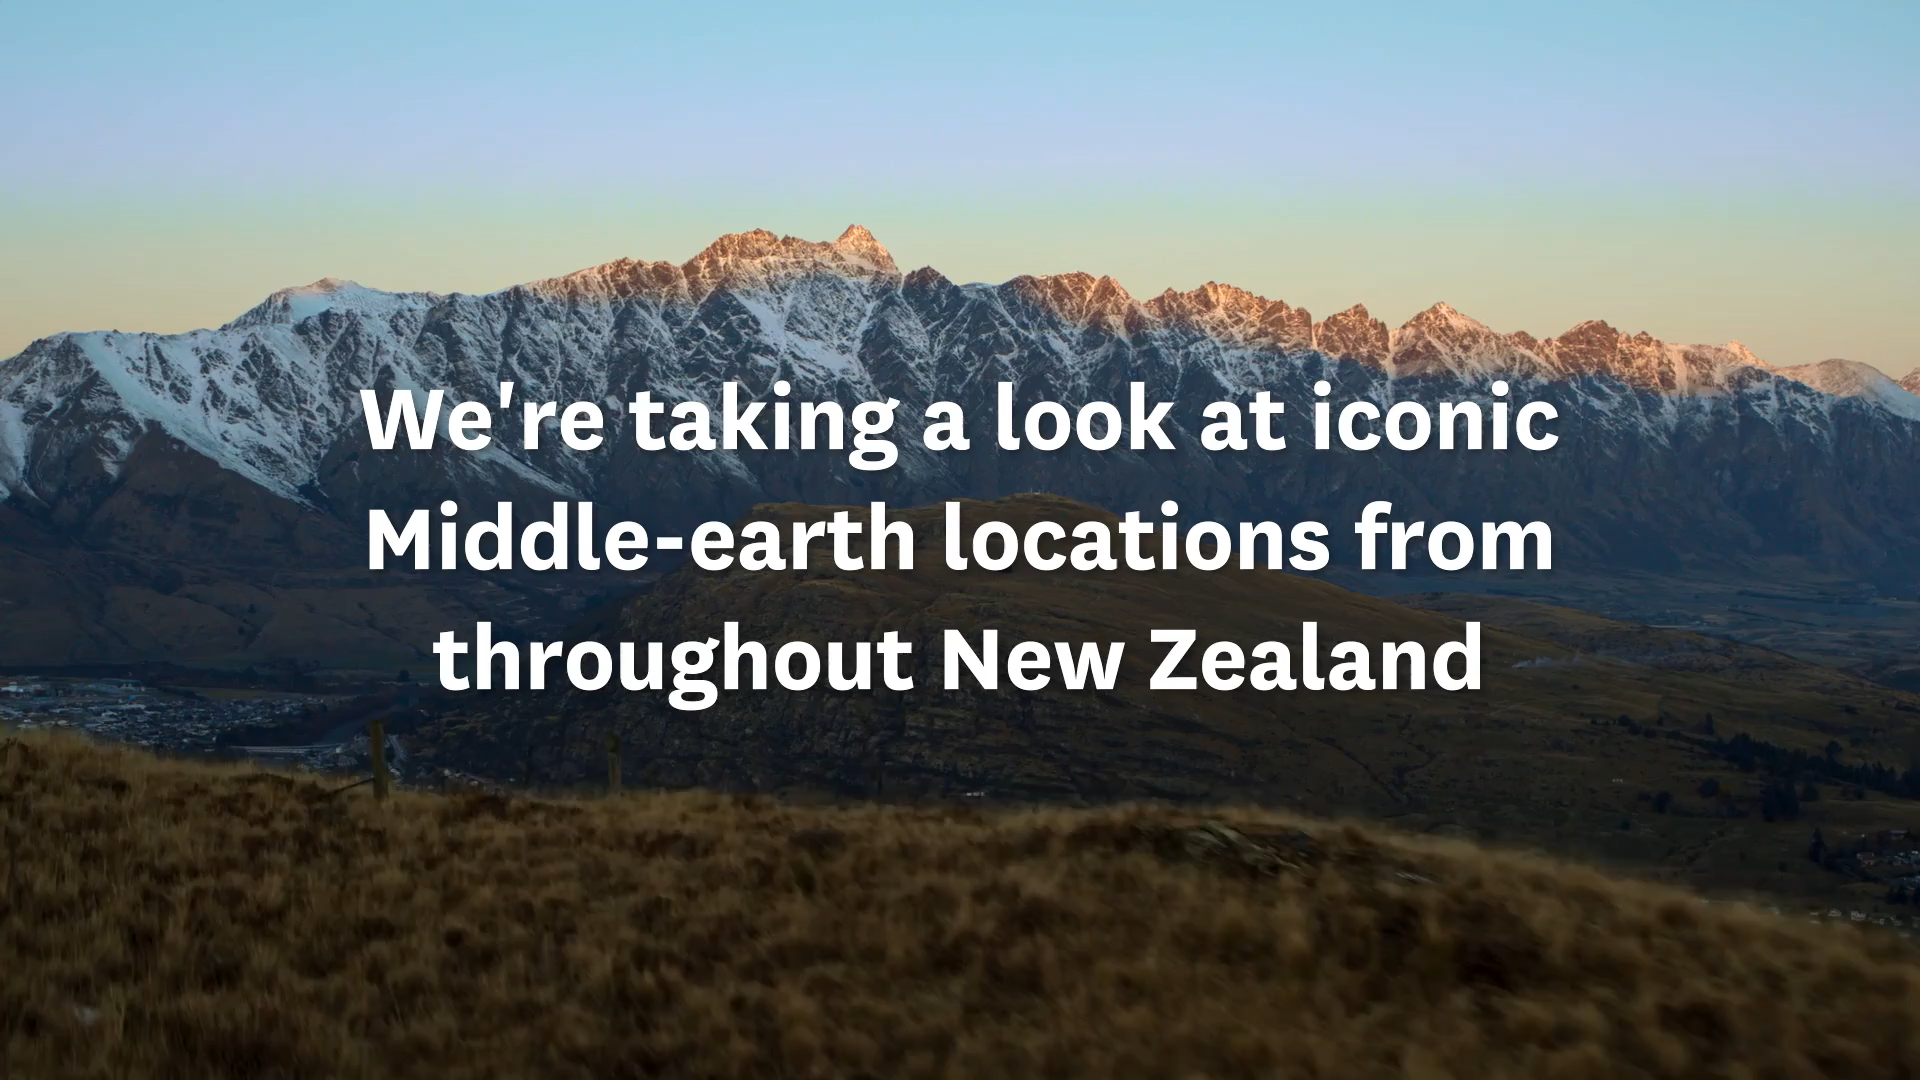 We're taking a look at iconic
Middle-earth locations from
throughout New Zealand